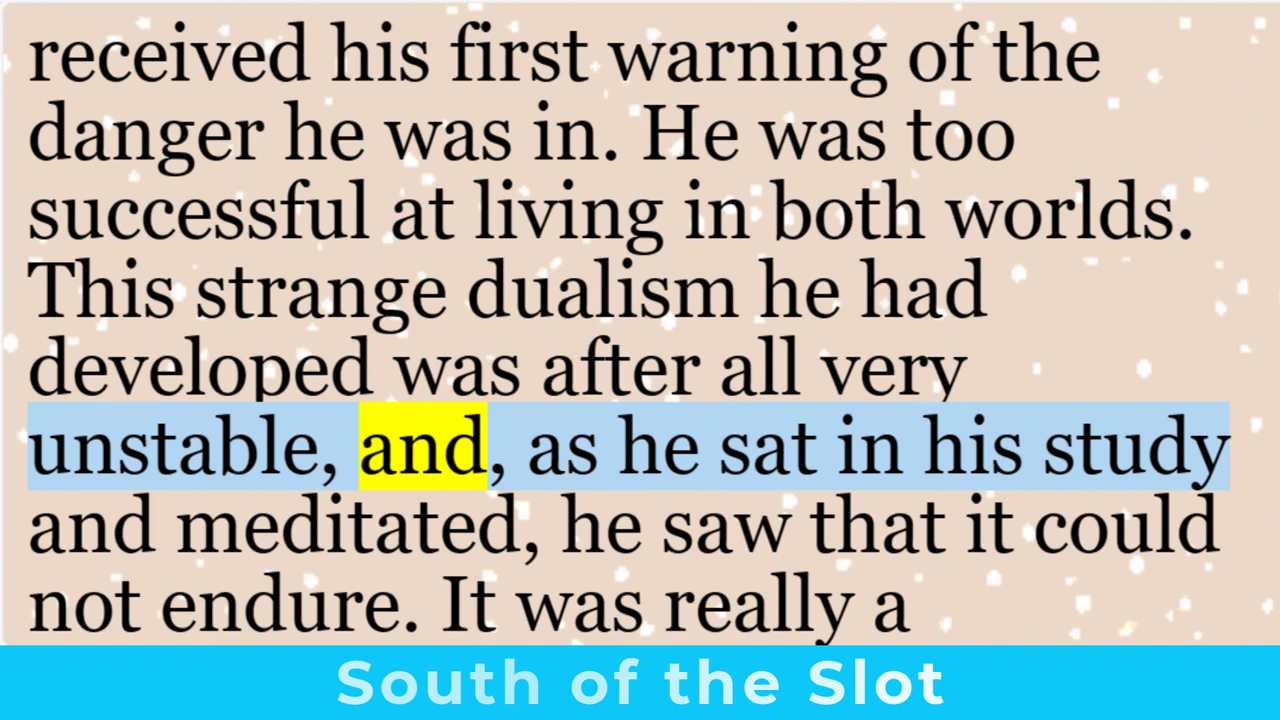 received his first warning of the
danger he was in. He was too
successful at living in both worlds.
This strange dualism he had
developed was after all very
unstable, and, as he sat in his study
and meditated, he saw that it could
not endure. It was really a
South of the Slot